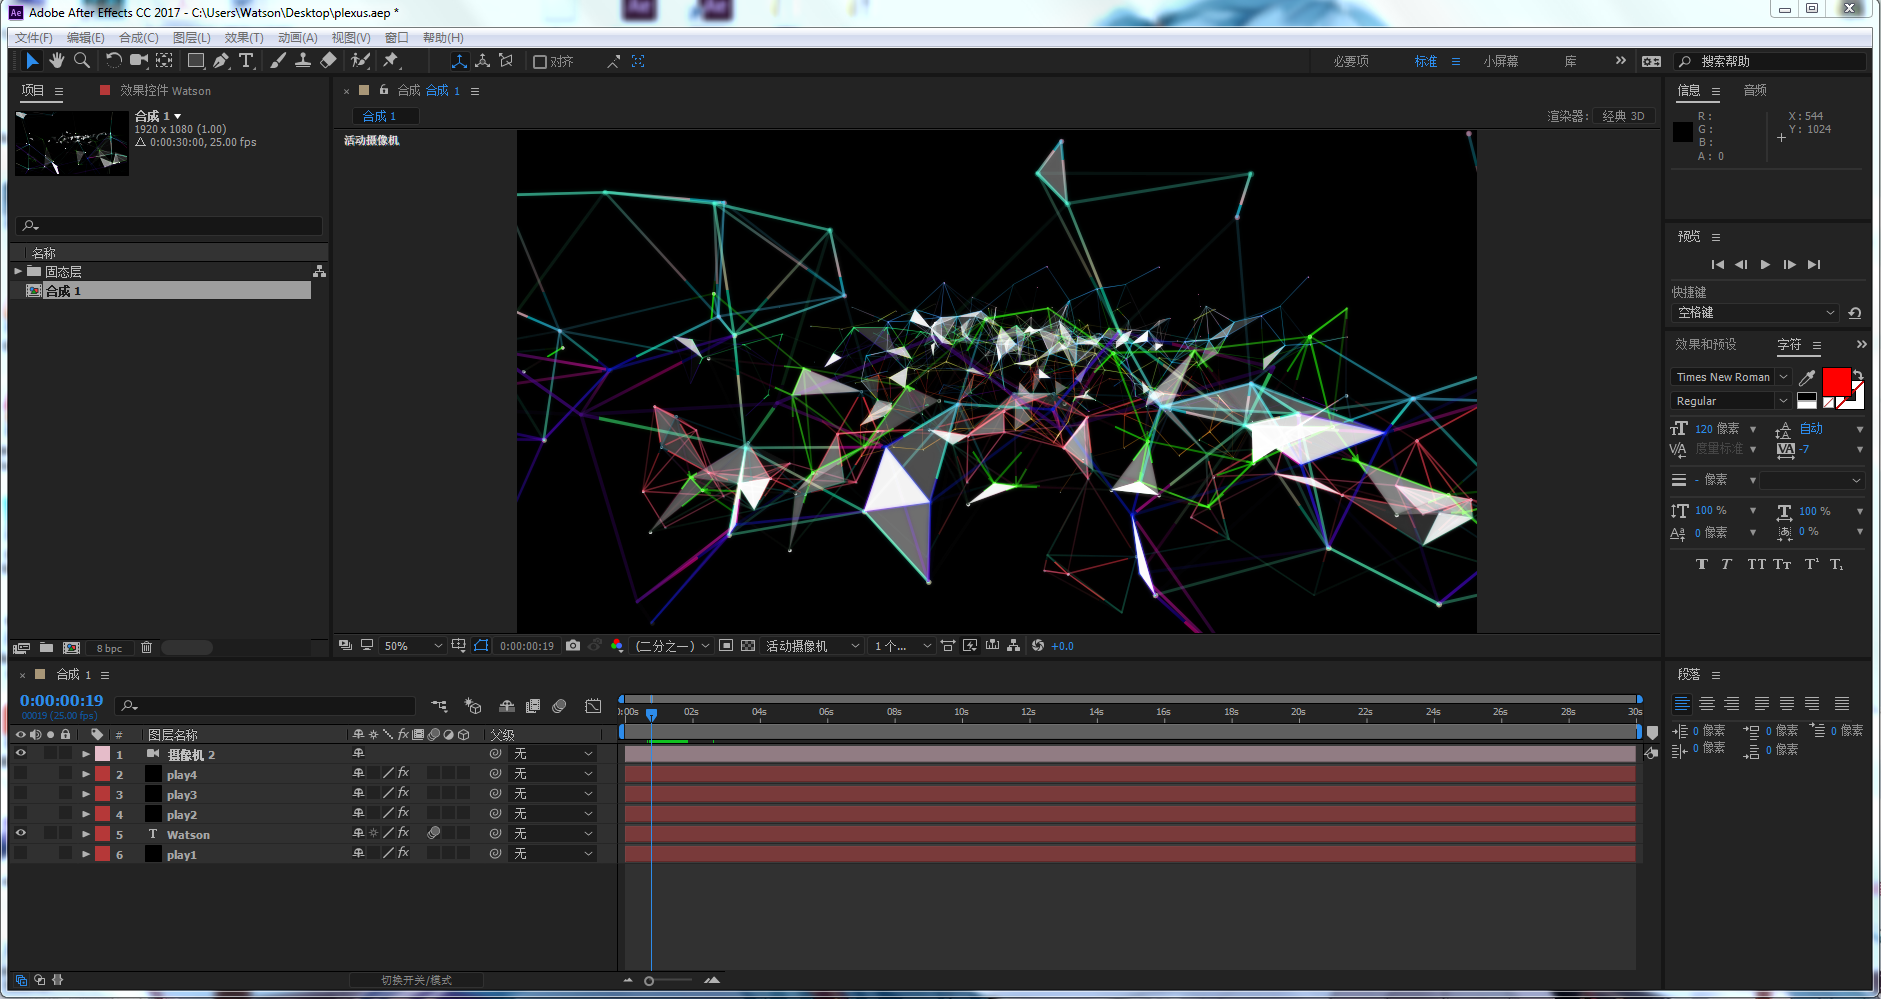 Adobe After Effects CC 2017 - C:\Users\Watson\Desktop\plexus.aep *
文件(F) 编辑(E) 合成(C) 图层(L) 效果(T) 动画(A) 视图(V) 窗口 帮助(H)
对齐 必要项 标准 小屏幕 库 搜索帮助
项目 效果控件 Watson
合成 1
1920 x 1080 (1.00)
Δ 0:00:30:00, 25.00 fps
名称
固态层
合成 1
8 bpc
合成 合成 1
合成 1
渲染器: 经典 3D
活动摄像机
50% 0:00:00:19 (二分之一) 活动摄像机 1 个... +0.0
信息 音频
R :
G :
B :
A : 0
X : 544
Y : 1024
预览
快捷键
空格键
效果和预设 字符
Times New Roman
Regular
120 像素 自动
度量标准 -7
- 像素
100 % 100 %
0 像素 0 %
T T TT Tт T¹ T₁
段落
0 像素 0 像素 0 像素
0 像素 0 像素
合成 1
0:00:00:19
00019 (25.00 fps)
):00s 02s 04s 06s 08s 10s 12s 14s 16s 18s 20s 22s 24s 26s 28s 30s
# 图层名称 父级
1 摄像机 2 无
2 play4 无
3 play3 无
4 play2 无
5 T Watson 无
6 play1 无
切换开关/模式